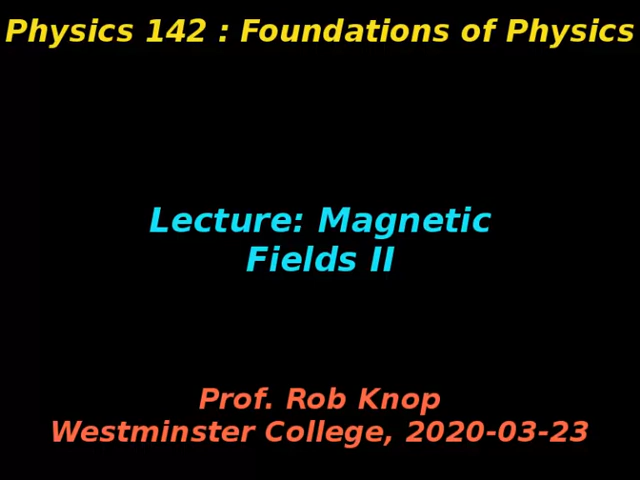 Physics 142 : Foundations of Physics
Lecture: Magnetic
Fields II
Prof. Rob Knop
Westminster College, 2020-03-23